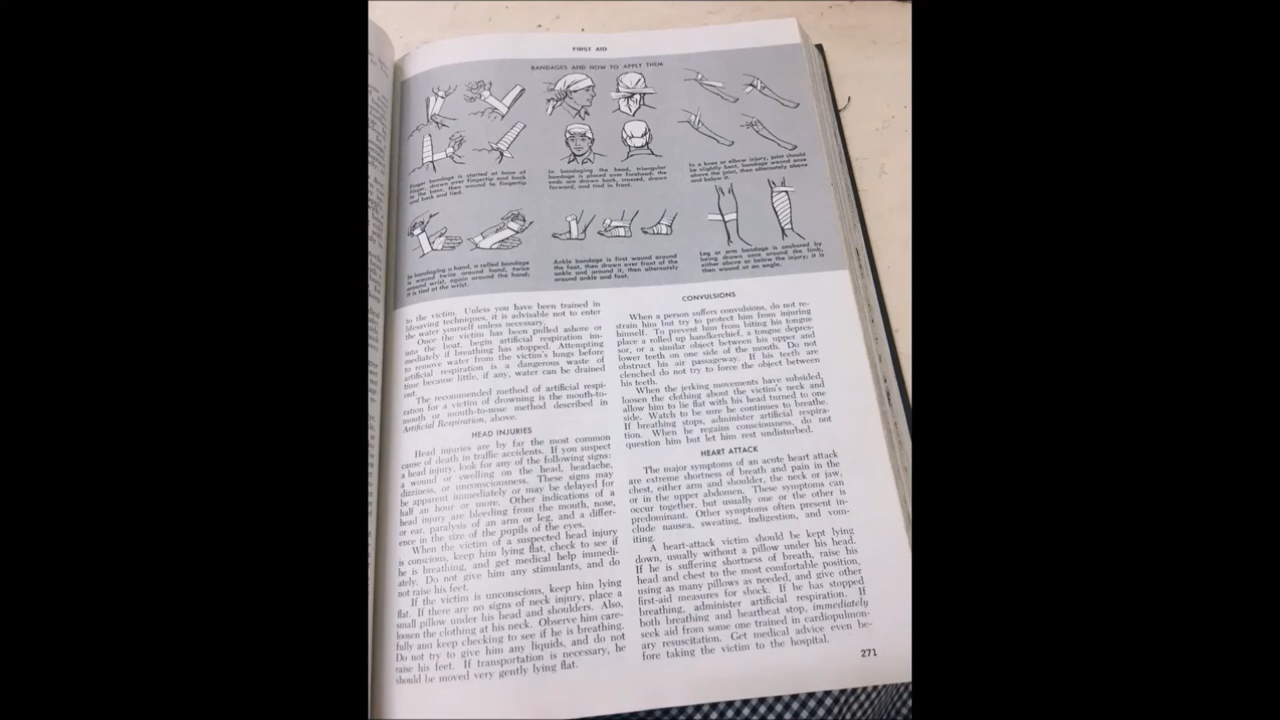 FIRST AID
BANDAGES AND HOW TO APPLY THEM
Finger bandage is started at base of
finger, drawn over fingertip and back
to the base, then wound to fingertip
and back and tied.
In bandaging the head, triangular
bandage is placed over forehead, the
ends are drawn back, crossed, drawn
forward, and tied in front.
In a knee or elbow injury, joint should
be slightly bent, bandage wound once
above the joint, then alternately above
and below it.
In bandaging a hand, a rolled bandage
is wound twice around hand, twice
around wrist, again around the hand;
it is tied at the wrist.
Ankle bandage is first wound around
the foot, then drawn over front of the
ankle and around it, then alternately
around ankle and foot.
Leg or arm bandage is anchored by
being drawn once around the limb,
either above or below the injury; it is
then wound at an angle.
to the victim. Unless you have been trained in
lifesaving techniques, it is advisable not to enter
the water yourself unless necessary.
Once the victim has been pulled ashore or
into the boat, begin artificial respiration im-
mediately if breathing has stopped. Attempting
to remove water from the victim's lungs before
artificial respiration is a dangerous waste of
time because little, if any, water can be drained
out.
The recommended method of artificial respi-
ration for a victim of drowning is the mouth-to-
mouth or mouth-to-nose method described in
Artificial Respiration, above.
HEAD INJURIES
Head injuries are by far the most common
cause of death in traffic accidents. If you suspect
a head injury, look for any of the following signs:
a wound or swelling on the head, headache,
dizziness, or unconsciousness. These signs may
be apparent immediately or may be delayed for
half an hour or more. Other indications of a
head injury are bleeding from the mouth, nose,
or ear, paralysis of an arm or leg, and a differ-
ence in the size of the pupils of the eyes.
When the victim of a suspected head injury
is conscious, keep him lying flat, check to see if
he is breathing, and get medical help immedi-
ately. Do not give him any stimulants, and do
not raise his feet.
If the victim is unconscious, keep him lying
flat. If there are no signs of neck injury, place a
small pillow under his head and shoulders. Also,
loosen the clothing at his neck. Observe him care-
fully and keep checking to see if he is breathing.
Do not try to give him any liquids, and do not
raise his feet. If transportation is necessary, he
should be moved very gently lying flat.
CONVULSIONS
When a person suffers convulsions, do not re-
strain him but try to protect him from injuring
himself. To prevent him from biting his tongue
place a rolled up handkerchief, a tongue depres-
sor, or a similar object between his upper and
lower teeth on one side of the mouth. Do not
obstruct his air passageway. If his teeth are
clenched do not try to force the object between
his teeth.
When the jerking movements have subsided,
loosen the clothing about the victim's neck and
allow him to lie flat with his head turned to one
side. Watch to be sure he continues to breathe.
If breathing stops, administer artificial respira-
tion. When he regains consciousness, do not
question him but let him rest undisturbed.
HEART ATTACK
The major symptoms of an acute heart attack
are extreme shortness of breath and pain in the
chest, either arm and shoulder, the neck or jaw,
or in the upper abdomen. These symptoms can
occur together, but usually one or the other is
predominant. Other symptoms often present in-
clude nausea, sweating, indigestion, and vom-
iting.
A heart-attack victim should be kept lying
down, usually without a pillow under his head.
If he is suffering shortness of breath, raise his
head and chest to the most comfortable position,
using as many pillows as needed, and give other
first-aid measures for shock. If he has stopped
breathing, administer artificial respiration. If
both breathing and heartbeat stop, immediately
seek aid from some one trained in cardiopulmon-
ary resuscitation. Get medical advice even be-
fore taking the victim to the hospital.
271